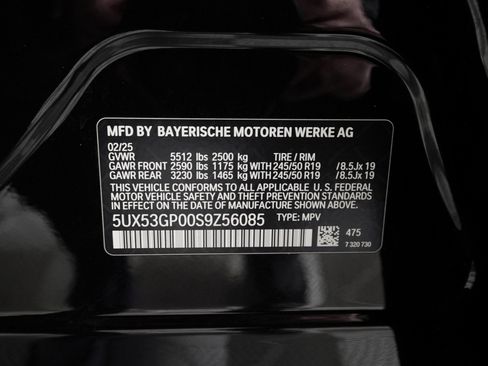 MFD BY BAYERISCHE MOTOREN WERKE AG
02/25
GVWR 5512 lbs 2500 kg TIRE / RIM
GAWR FRONT 2590 lbs 1175 kg WITH 245/50 R19 / 8.5Jx 19
GAWR REAR 3230 lbs 1465 kg WITH 245/50 R19 / 8.5Jx 19
THIS VEHICLE CONFORMS TO ALL APPLICABLE U. S. FEDERAL
MOTOR VEHICLE SAFETY AND THEFT PREVENTION STANDARDS
IN EFFECT ON THE DATE OF MANUFACTURE SHOWN ABOVE.
5UX53GP00S9Z56085 TYPE: MPV
475
7 320 730